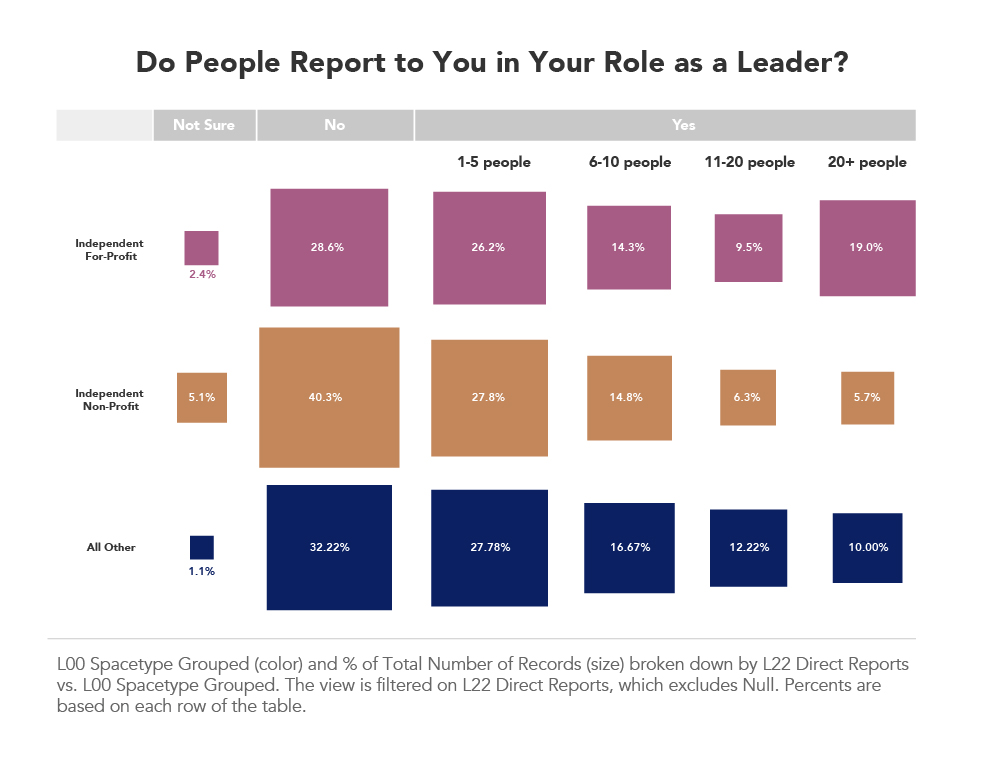 Do People Report to You in Your Role as a Leader?
Not Sure No Yes
1-5 people 6-10 people 11-20 people 20+ people
Independent
For-Profit
2.4% 28.6% 26.2% 14.3% 9.5% 19.0%
Independent
Non-Profit
5.1% 40.3% 27.8% 14.8% 6.3% 5.7%
All Other
1.1% 32.22% 27.78% 16.67% 12.22% 10.00%
L00 Spacetype Grouped (color) and % of Total Number of Records (size) broken down by L22 Direct Reports
vs. L00 Spacetype Grouped. The view is filtered on L22 Direct Reports, which excludes Null. Percents are
based on each row of the table.